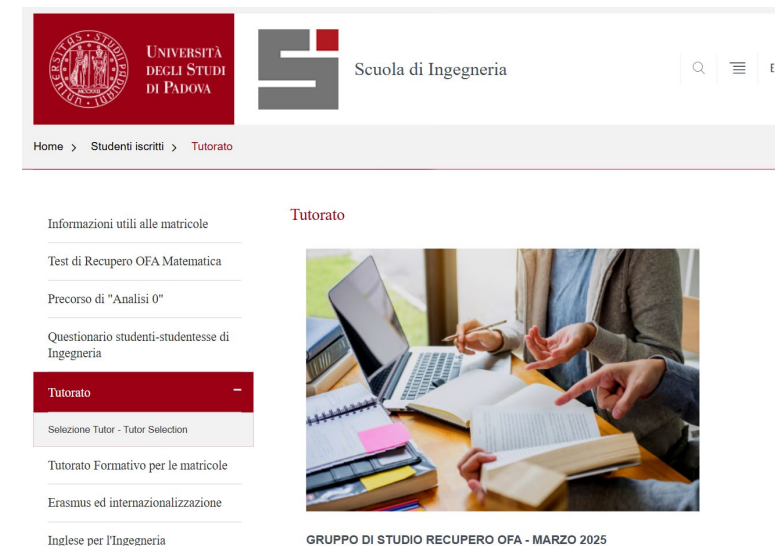 UNIVERSITÀ
DEGLI STUDI
DI PADOVA
Scuola di Ingegneria
Home > Studenti iscritti > Tutorato
Informazioni utili alle matricole
Test di Recupero OFA Matematica
Precorso di "Analisi 0"
Questionario studenti-studentesse di
Ingegneria
Tutorato
Selezione Tutor - Tutor Selection
Tutorato Formativo per le matricole
Erasmus ed internazionalizzazione
Inglese per l'Ingegneria
Tutorato
GRUPPO DI STUDIO RECUPERO OFA - MARZO 2025